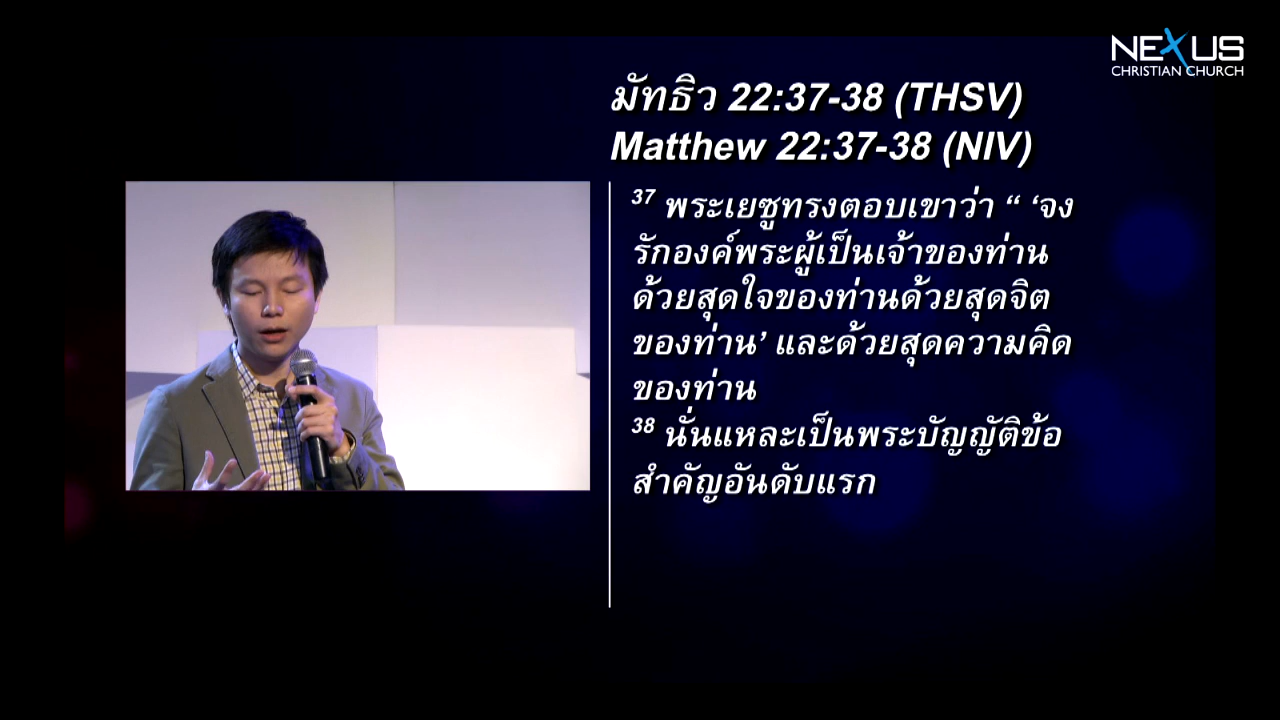 NEXUS
CHRISTIAN CHURCH
มัทธิว 22:37-38 (THSV)
Matthew 22:37-38 (NIV)
37 พระเยซูทรงตอบเขาว่า “ ‘จง
รักองค์พระผู้เป็นเจ้าของท่าน
ด้วยสุดใจของท่านด้วยสุดจิต
ของท่าน’ และด้วยสุดความคิด
ของท่าน
38 นั่นแหละเป็นพระบัญญัติข้อ
สำคัญอันดับแรก